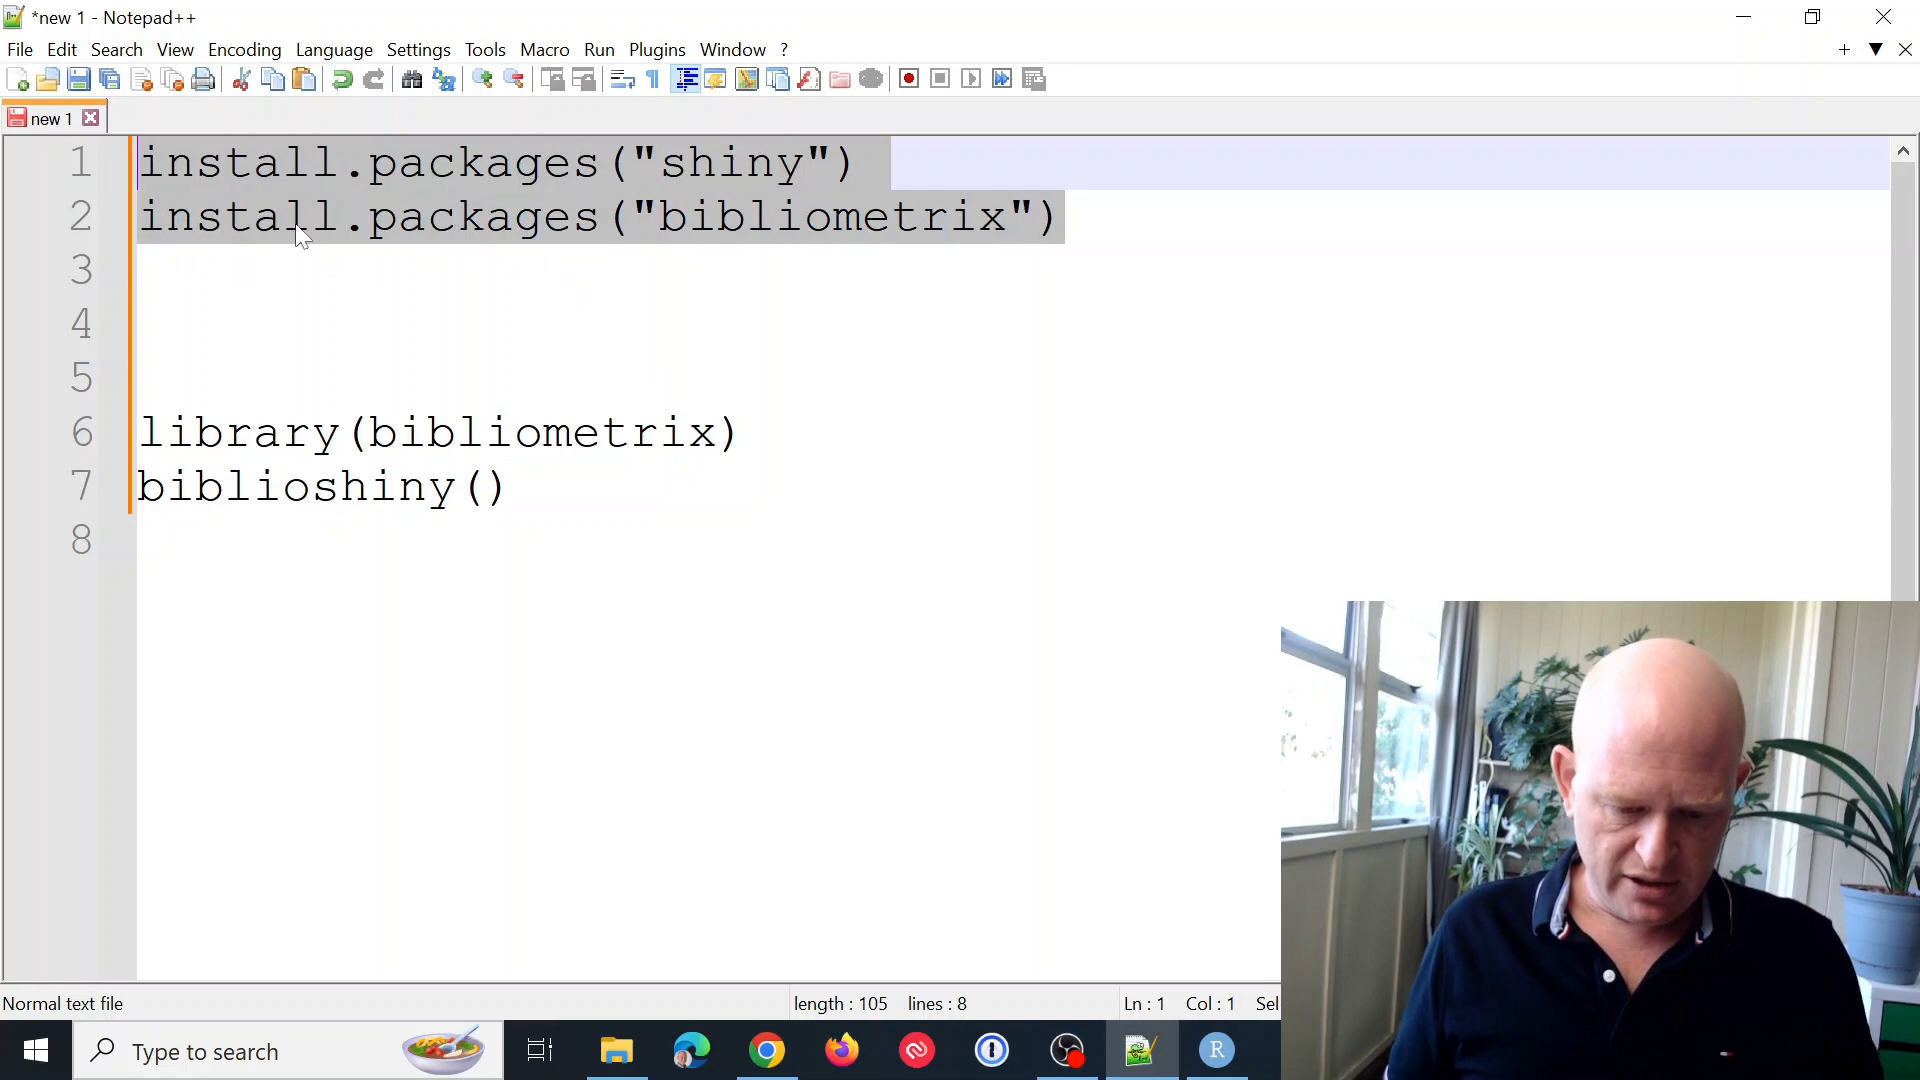 *new 1 - Notepad++
File Edit Search View Encoding Language Settings Tools Macro Run Plugins Window ?
new 1
1 install.packages("shiny")
2 install.packages("bibliometrix")
3
4
5
6 library(bibliometrix)
7 biblioshiny()
8
Normal text file length : 105 lines : 8 Ln : 1 Col : 1 Sel
Type to search
R